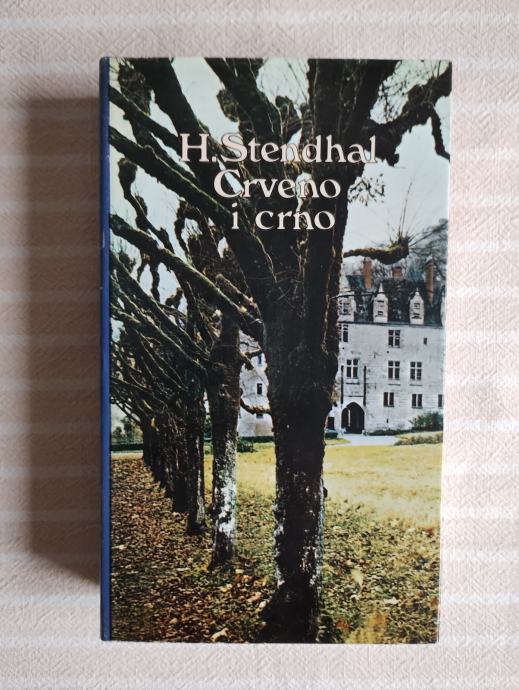 H. Stendhal
Crveno
i crno